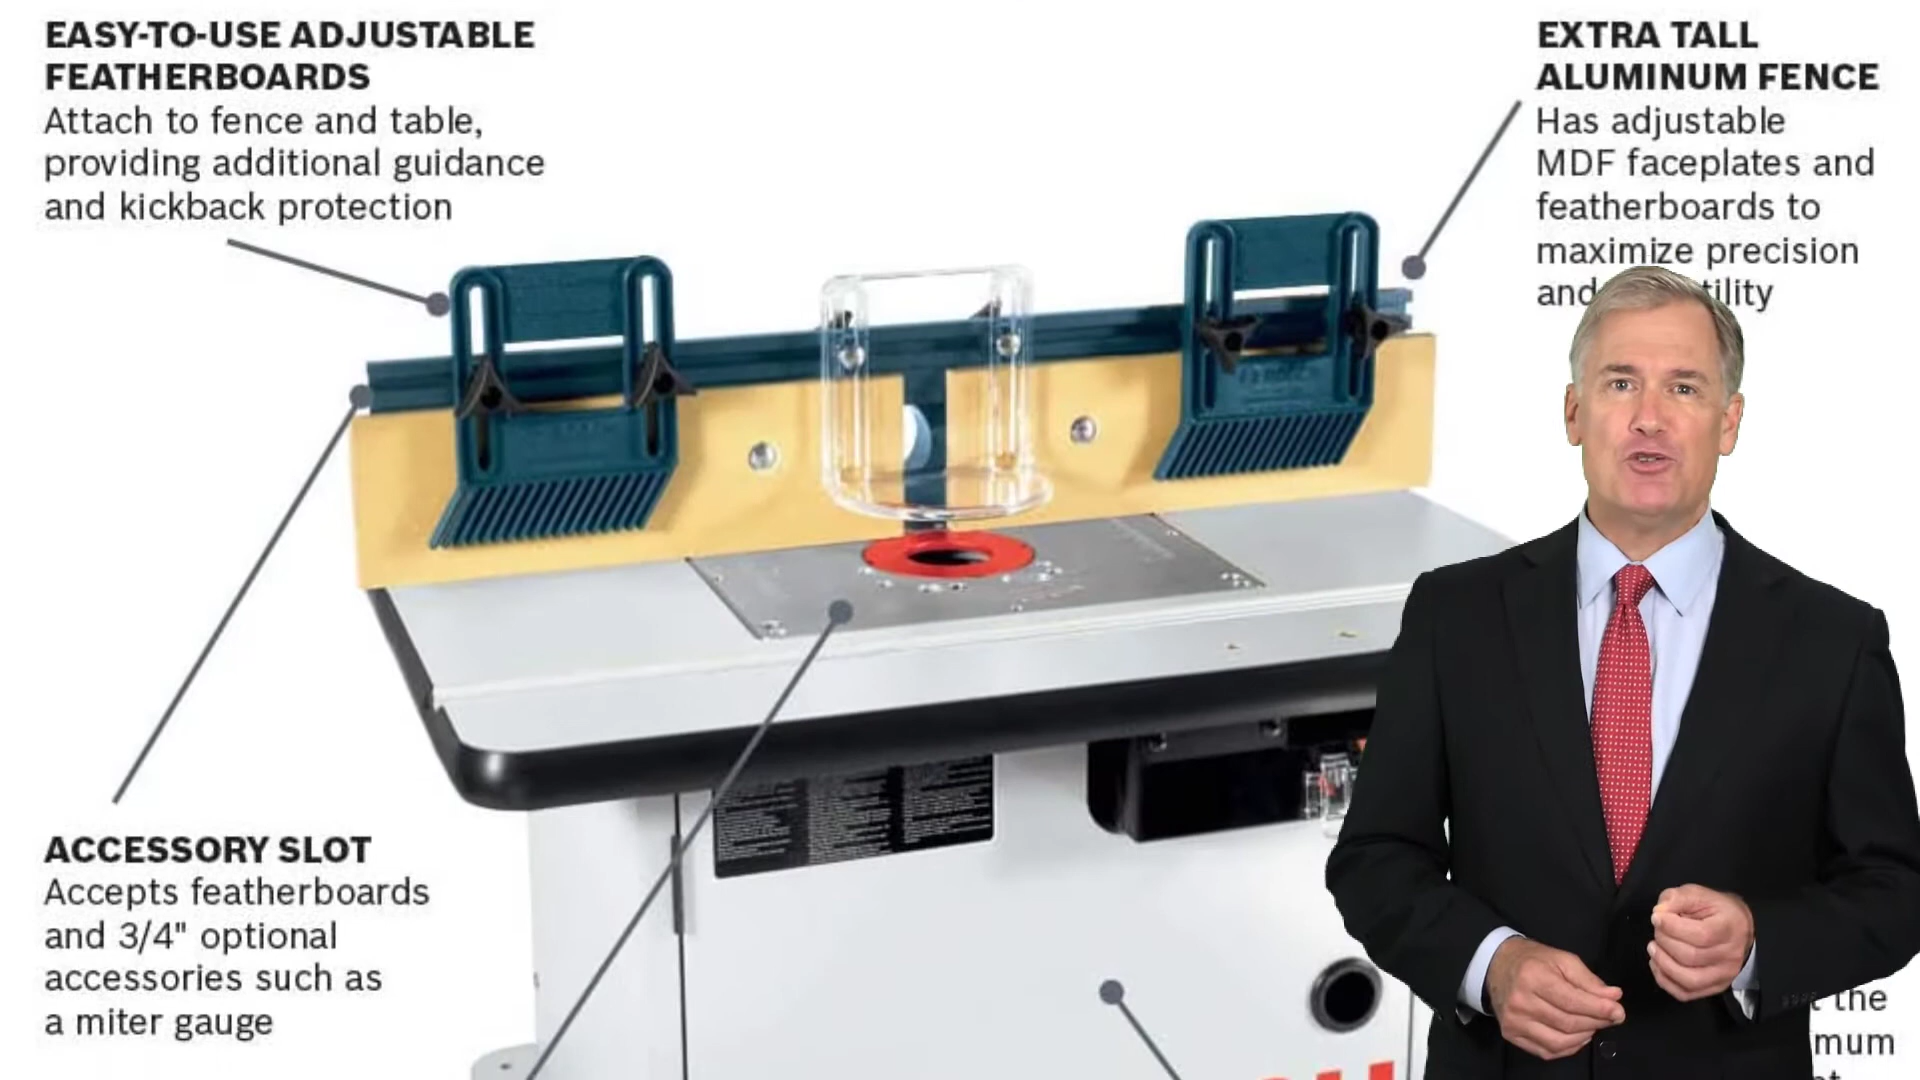 EASY-TO-USE ADJUSTABLE
FEATHERBOARDS
Attach to fence and table,
providing additional guidance
and kickback protection
EXTRA TALL
ALUMINUM FENCE
Has adjustable
MDF faceplates and
featherboards to
maximize precision
and
ACCESSORY SLOT
Accepts featherboards
and 3/4" optional
accessories such as
a miter gauge
the